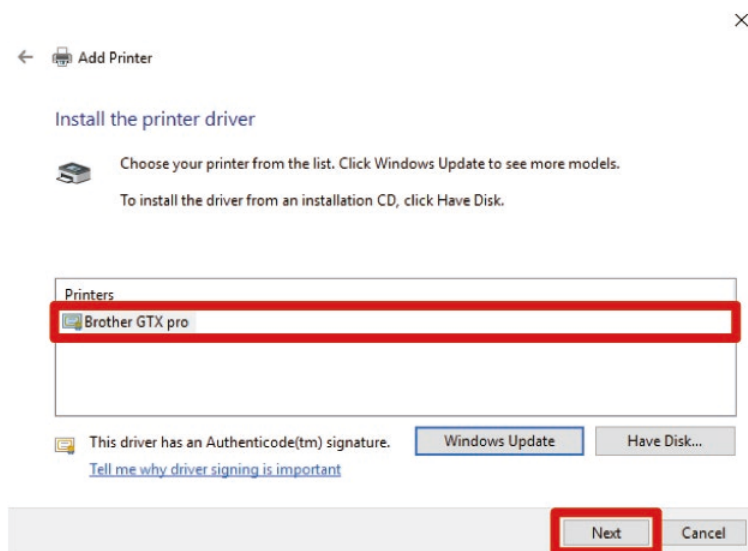 Add Printer
Install the printer driver
Choose your printer from the list. Click Windows Update to see more models.
To install the driver from an installation CD, click Have Disk.
Printers
Brother GTX pro
This driver has an Authenticode(tm) signature.
Windows Update
Have Disk...
Tell me why driver signing is important
Next
Cancel